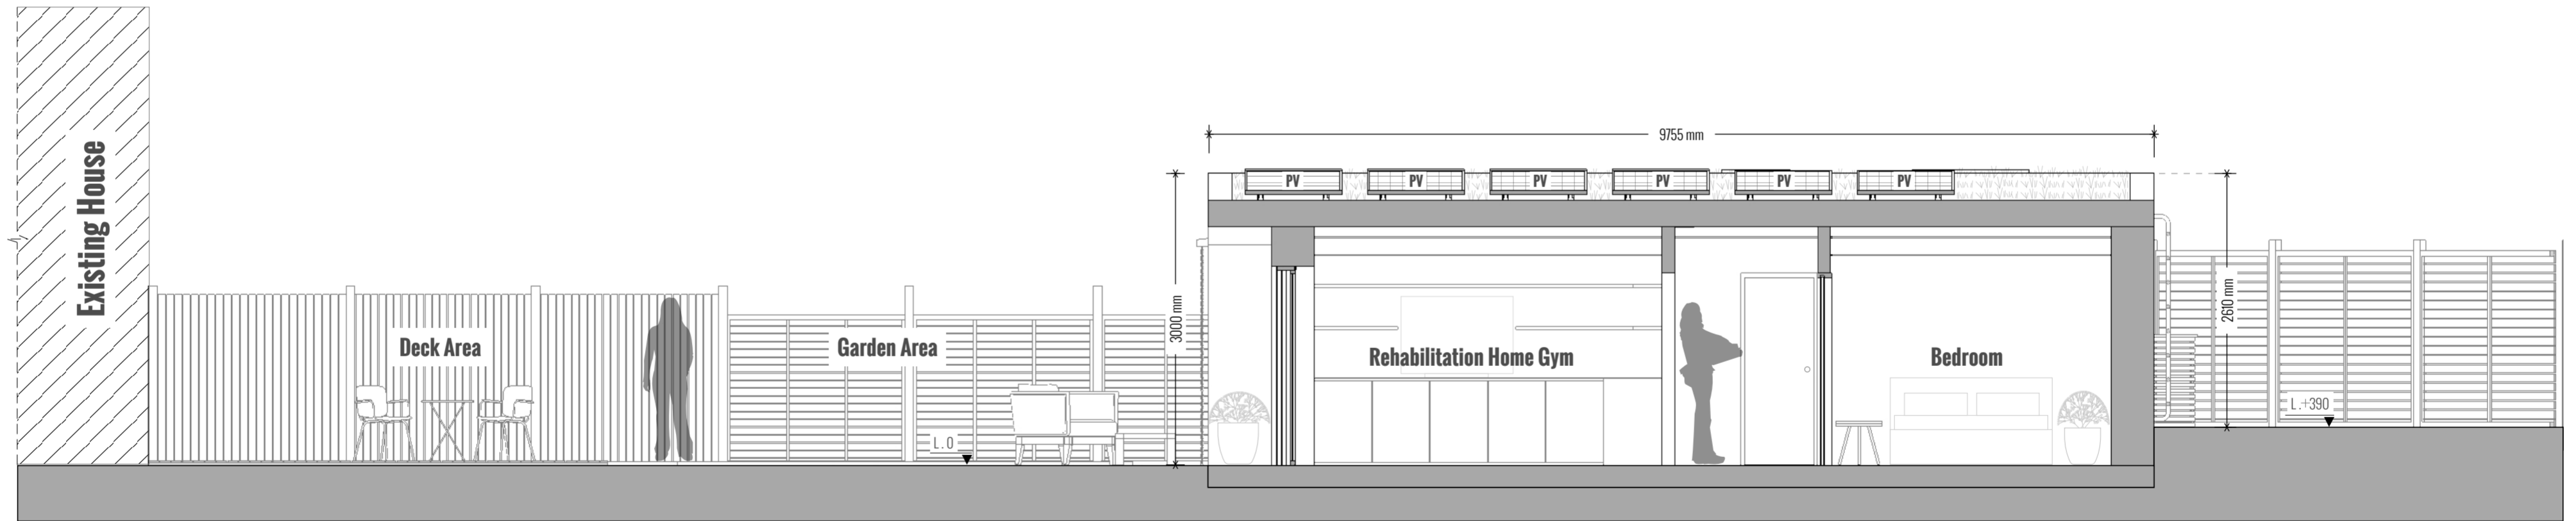 Existing House
Deck Area
Garden Area
L. 0
3000 mm
9755 mm
PV
PV
PV
PV
PV
PV
Rehabilitation Home Gym
Bedroom
2610 mm
L.+390